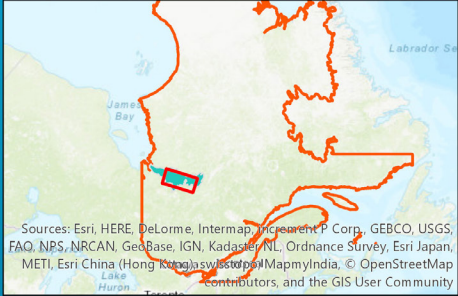 Labrador Se
James
Bay
Sources: Esri, HERE, DeLorme, Intermap, increment P Corp., GEBCO, USGS,
FAO, NPS, NRCAN, GeoBase, IGN, Kadaster NL, Ordnance Survey, Esri Japan,
METI, Esri China (Hong Kong), swisstopo, MapmyIndia, © OpenStreetMap
contributors, and the GIS User Community
Lake
Huron
Toronto